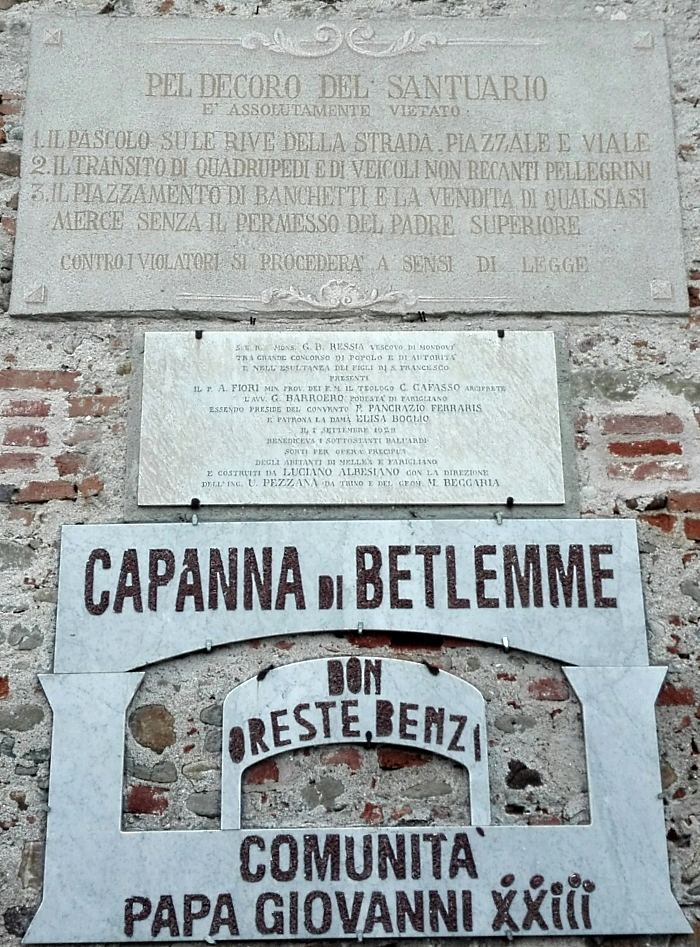 PEL DECORO DEL SANTUARIO
E' ASSOLUTAMENTE VIETATO
1. IL PASCOLO SU LE RIVE DELLA STRADA. PIAZZALE E VIALE
2. IL TRANSITO DI QUADRUPEDI E DI VEICOLI NON RECANTI PELLEGRINI
3. IL PIAZZAMENTO DI BANCHETTI E LA VENDITA DI QUALSIASI
MERCE SENZA IL PERMESSO DEL PADRE SUPERIORE
CONTRO I VIOLATORI SI PROCEDERA' A SENSI DI LEGGE
MONS. G. B. RESSIA VESCOVO DI MONDOVI'
TRA GRANDE CONCORSO DI POPOLO E DI AUTORITA'
E NELL'ESULTANZA DEI FIGLI DI S. FRANCESCO
PRESENTI
IL P. A. FIORI MIN. PROV. DEI F. M. IL TEOLOGO C. CAFASSO ARCIPRETE
L'AVV. G. BARROERO PODESTÀ DI FARIGLIANO
ESSENDO PRESIDE DEL CONVENTO P. PANCRAZIO FERRARIS
E PATRONA LA DAMA ELISA BOGLIO
IL 1 SETTEMBRE 1929
BENEDICEVA I SOTTOSTANTI BALUARDI
SORTI PER OPERA PRECIPUA
DEGLI ABITANTI DI MELLEA E FARIGLIANO
E COSTRUITI DA LUCIANO ALBESIANO CON LA DIREZIONE
DELL'ING. U. PEZZANA DA TRINO E DEL GEOM. M. BECCARIA
CAPANNA DI BETLEMME
DON
ORESTE BENZI
COMUNITÀ
PAPA GIOVANNI XXIII